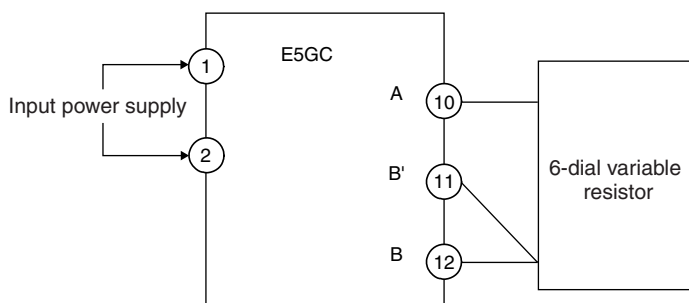 E5GC
1
Input power supply
2
A
10
B'
11
B
12
6-dial variable
resistor